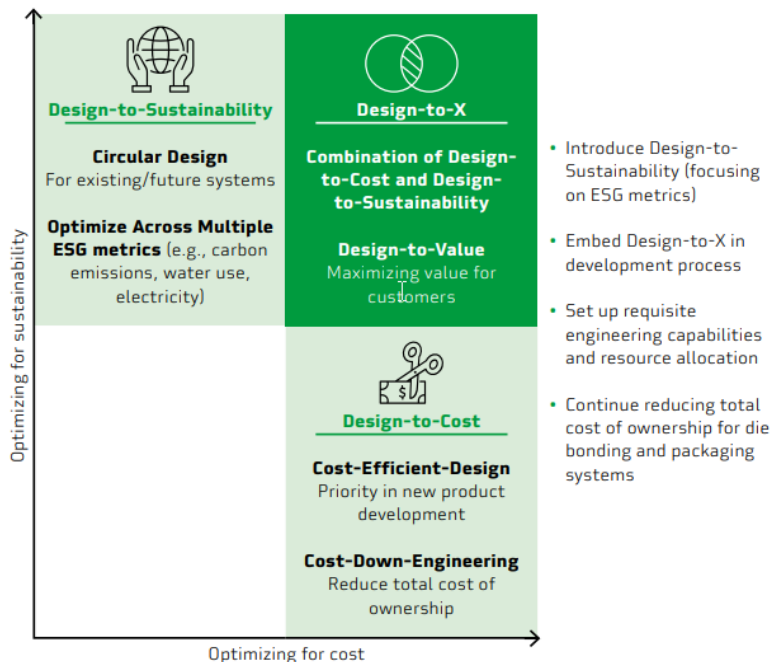 Optimizing for sustainability
Design-to-Sustainability
Circular Design
For existing/future systems
Optimize Across Multiple
ESG metrics (e.g., carbon
emissions, water use,
electricity)
Design-to-X
Combination of Design-
to-Cost and Design-
to-Sustainability
Design-to-Value
Maximizing value for
customers
$
Design-to-Cost
Cost-Efficient-Design
Priority in new product
development
Cost-Down-Engineering
Reduce total cost of
ownership
Optimizing for cost
• Introduce Design-to-
Sustainability (focusing
on ESG metrics)
• Embed Design-to-X in
development process
• Set up requisite
engineering capabilities
and resource allocation
• Continue reducing total
cost of ownership for die
bonding and packaging
systems